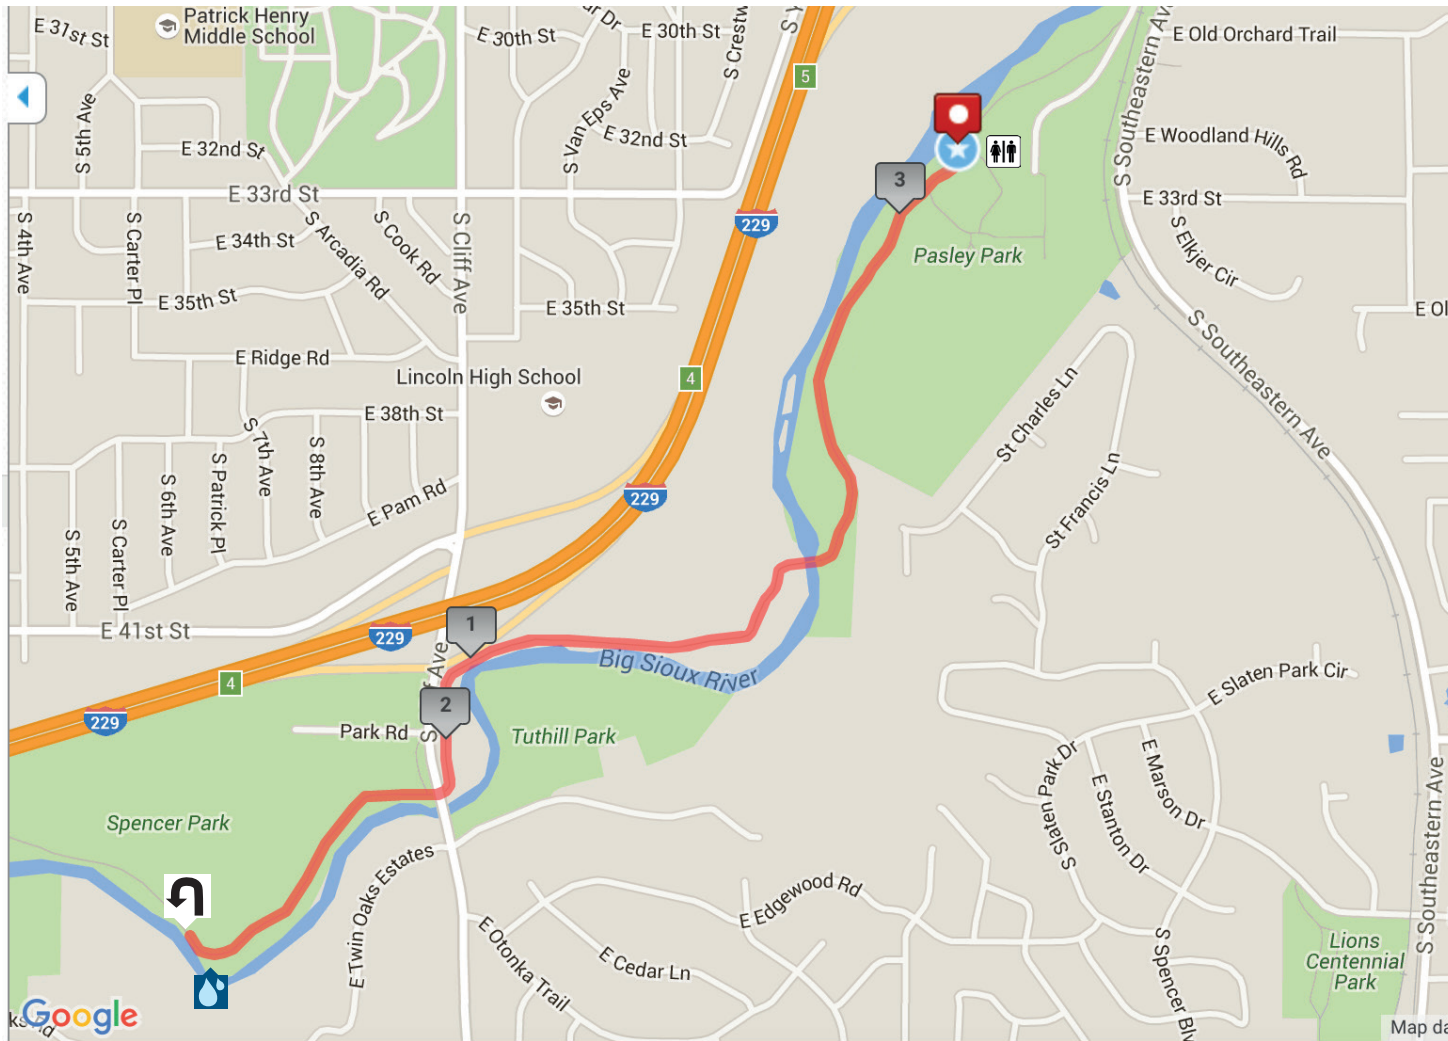 Patrick Henry
Middle School
E 31st St
E 30th St
E 30th St
S Crestw
S Southeastern Av
E Old Orchard Trail
5
S 5th Ave
S Van Eps Ave
E 32nd St
E 32nd St
E Woodland Hills Rd
E 33rd St
E 33rd St
3
S 4th Ave
S Carter Pl
E 34th St
S Arcadia Rd
S Cook Rd
S Cliff Ave
229
Pasley Park
S Elkjer Cir
E 35th St
E 35th St
E Ol
S Southeastern Ave
E Ridge Rd
Lincoln High School
4
E 38th St
St Charles Ln
S 7th Ave
S 8th Ave
S Patrick Pl
S 6th Ave
E Pam Rd
229
St Francis Ln
S 5th Ave
S Carter Pl
E 41st St
229
1
Big Sioux River
E Slaten Park Cir
4
229
2
Park Rd
Tuthill Park
S Slaten Park Dr
E Marson Dr
E Stanton Dr
S Southeastern Ave
Spencer Park
E Twin Oaks Estates
E Edgewood Rd
E Otonka Trail
E Cedar Ln
S Spencer Blv
Lions
Centennial
Park
Google
Map da